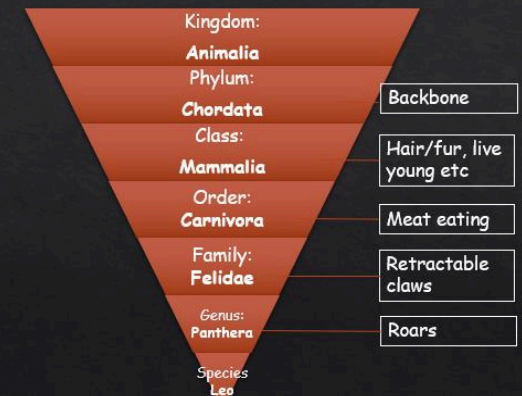 Kingdom:
Animalia
Phylum:
Chordata
Backbone
Class:
Mammalia
Hair/fur, live
young etc
Order:
Carnivora
Meat eating
Family:
Felidae
Retractable
claws
Genus:
Panthera
Roars
Species
Leo